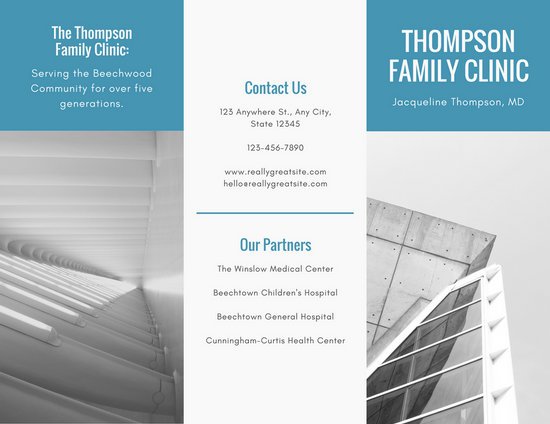 The Thompson
Family Clinic:
Serving the Beechwood
Community for over five
generations.
Contact Us
123 Anywhere St., Any City,
State 12345
123-456-7890
www.reallygreatsite.com
hello@reallygreatsite.com
Our Partners
The Winslow Medical Center
Beechtown Children's Hospital
Beechtown General Hospital
Cunningham-Curtis Health Center
THOMPSON
FAMILY CLINIC
Jacqueline Thompson, MD